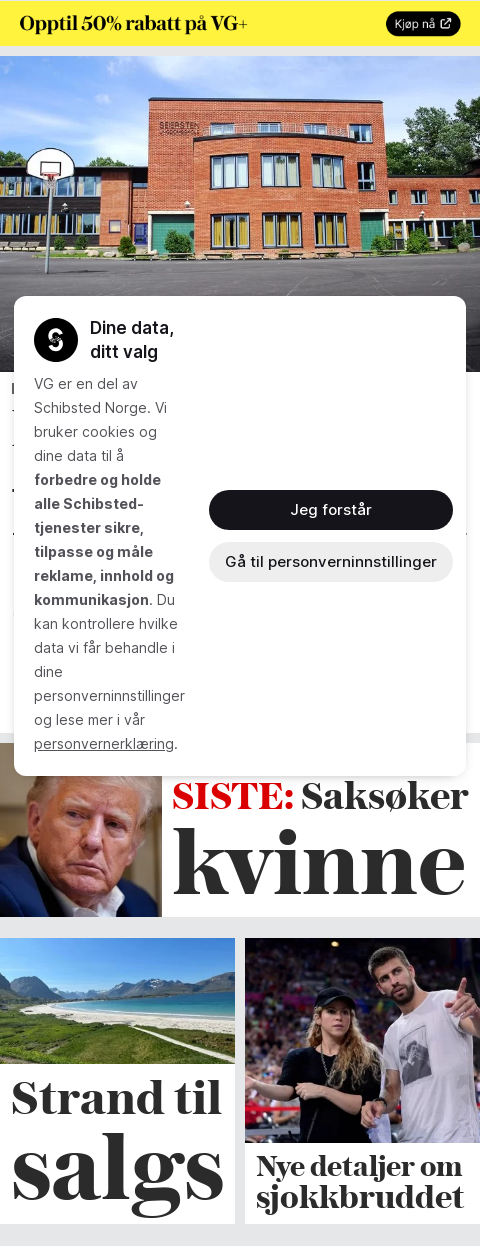 Opptil 50% rabatt på VG+
Kjøp nå
SEIERSTEN
Dine data,
ditt valg
VG er en del av
Schibsted Norge. Vi
bruker cookies og
dine data til å
forbedre og holde
alle Schibsted-
tjenester sikre,
tilpasse og måle
reklame, innhold og
kommunikasjon. Du
kan kontrollere hvilke
data vi får behandle i
dine
personverninnstillinger
og lese mer i vår
personvernerklæring.
Jeg forstår
Gå til personverninnstillinger
SISTE: Saksøker
kvinne
Strand til
salgs
Nye detaljer om
sjokkbruddet